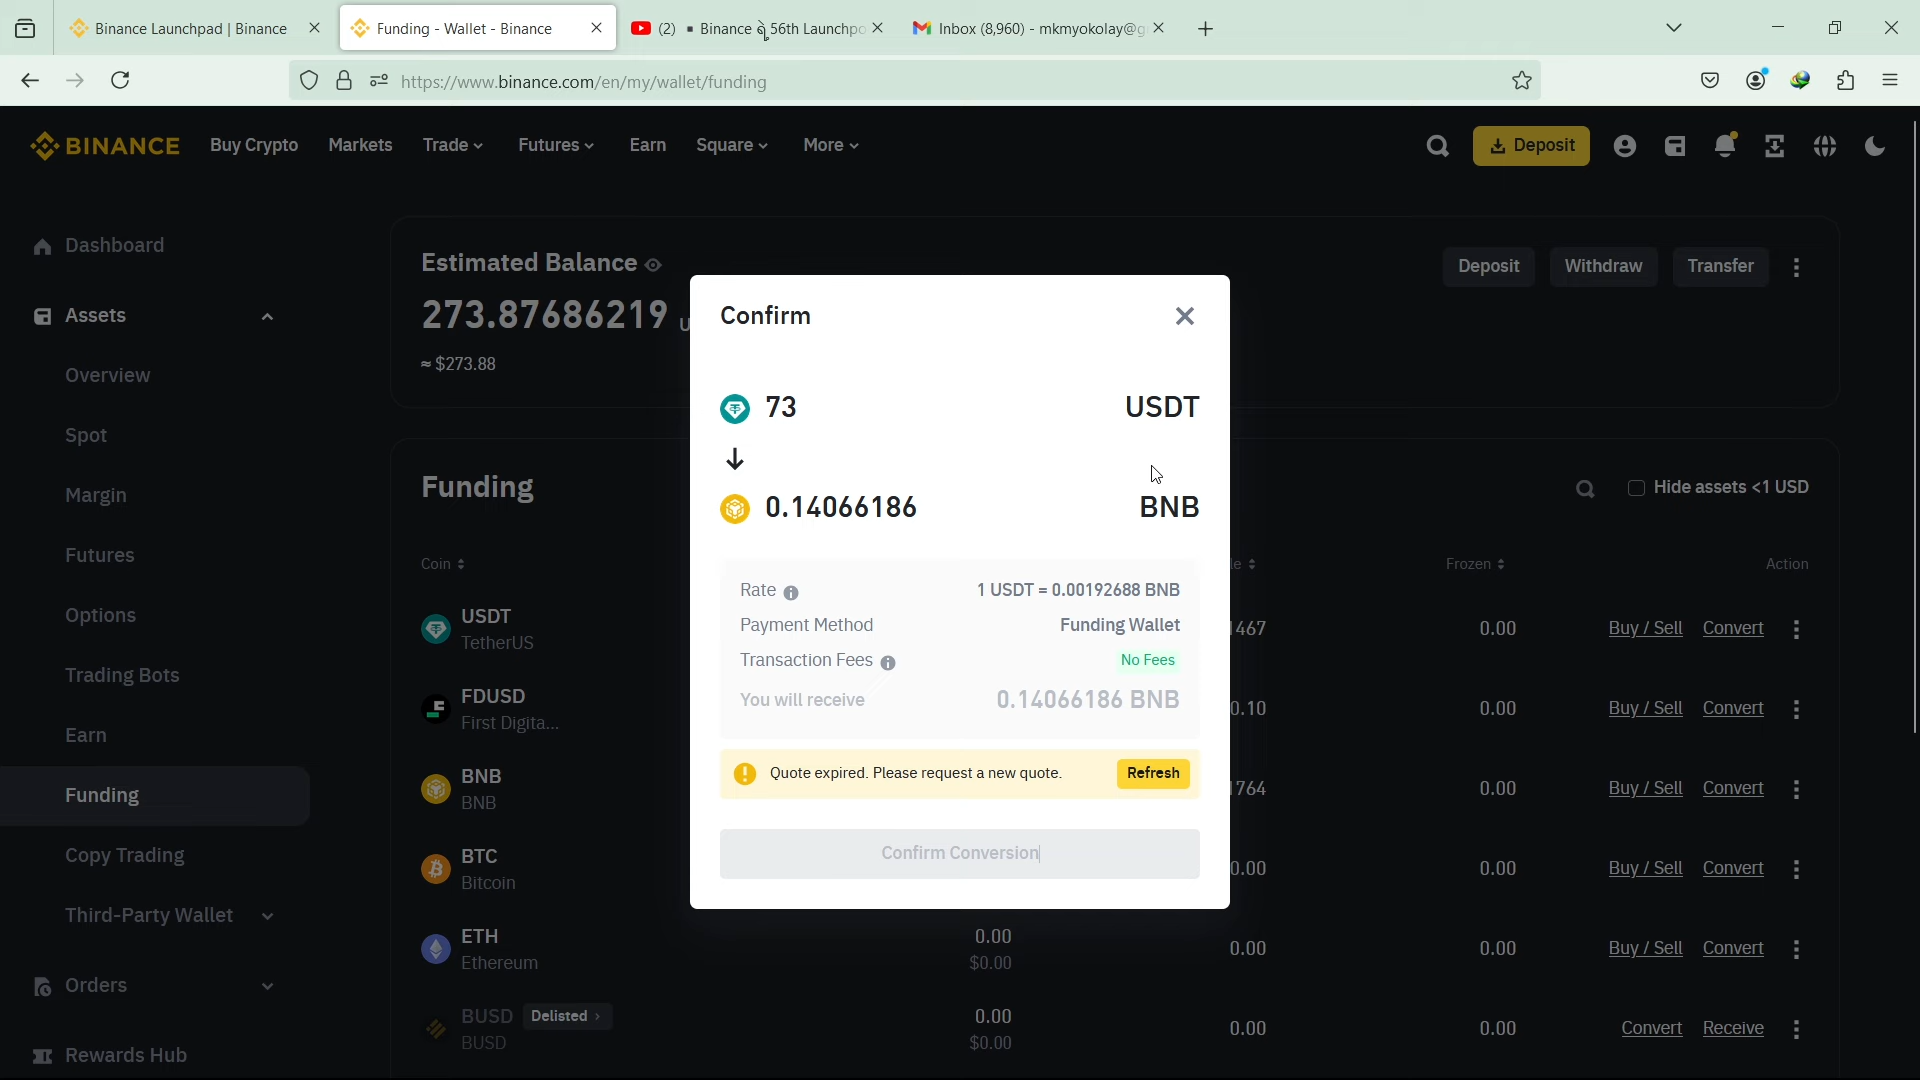 Binance Launchpad | Binance
Funding - Wallet - Binance
(2)
56th Launchpo
Inbox (8,960) - mkmyokolay@g
https://www.binance.com/en/my/wallet/funding
BINANCE
Buy Crypto
Markets
Trade
Futures
Earn
Square
More
Deposit
Dashboard
Assets
Overview
Spot
Margin
Futures
Options
Trading Bots
Earn
Funding
Copy Trading
Third-Party Wallet
Orders
Rewards Hub
Estimated Balance
273.87686219 U
≈ $273.88
Deposit
Withdraw
Transfer
Funding
Hide assets <1 USD
Coin
le
Frozen
Action
USDT
TetherUS
467
0.00
Buy / Sell
Convert
FDUSD
First Digita...
0.10
0.00
Buy / Sell
Convert
BNB
BNB
1764
0.00
Buy / Sell
Convert
BTC
Bitcoin
0.00
0.00
Buy / Sell
Convert
ETH
Ethereum
0.00
$0.00
0.00
0.00
Buy / Sell
Convert
BUSD Delisted >
BUSD
0.00
$0.00
0.00
0.00
Convert
Receive
Confirm
73 USDT
0.14066186 BNB
Rate 1 USDT = 0.00192688 BNB
Payment Method Funding Wallet
Transaction Fees No Fees
You will receive 0.14066186 BNB
Quote expired. Please request a new quote. Refresh
Confirm Conversion